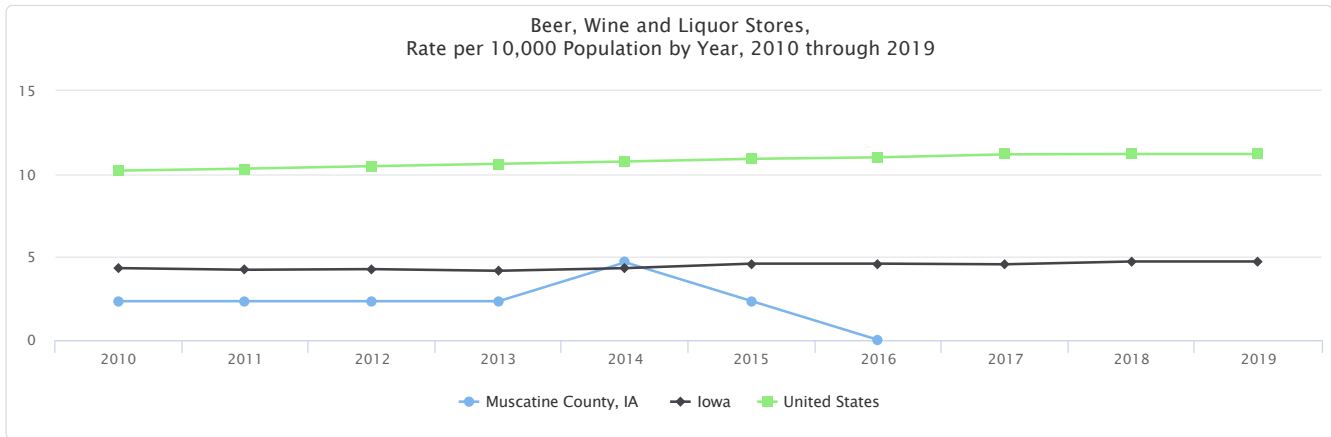 Beer, Wine and Liquor Stores,
Rate per 10,000 Population by Year, 2010 through 2019
15
10
5
0
2010 2011 2012 2013 2014 2015 2016 2017 2018 2019
Muscatine County, IA Iowa United States